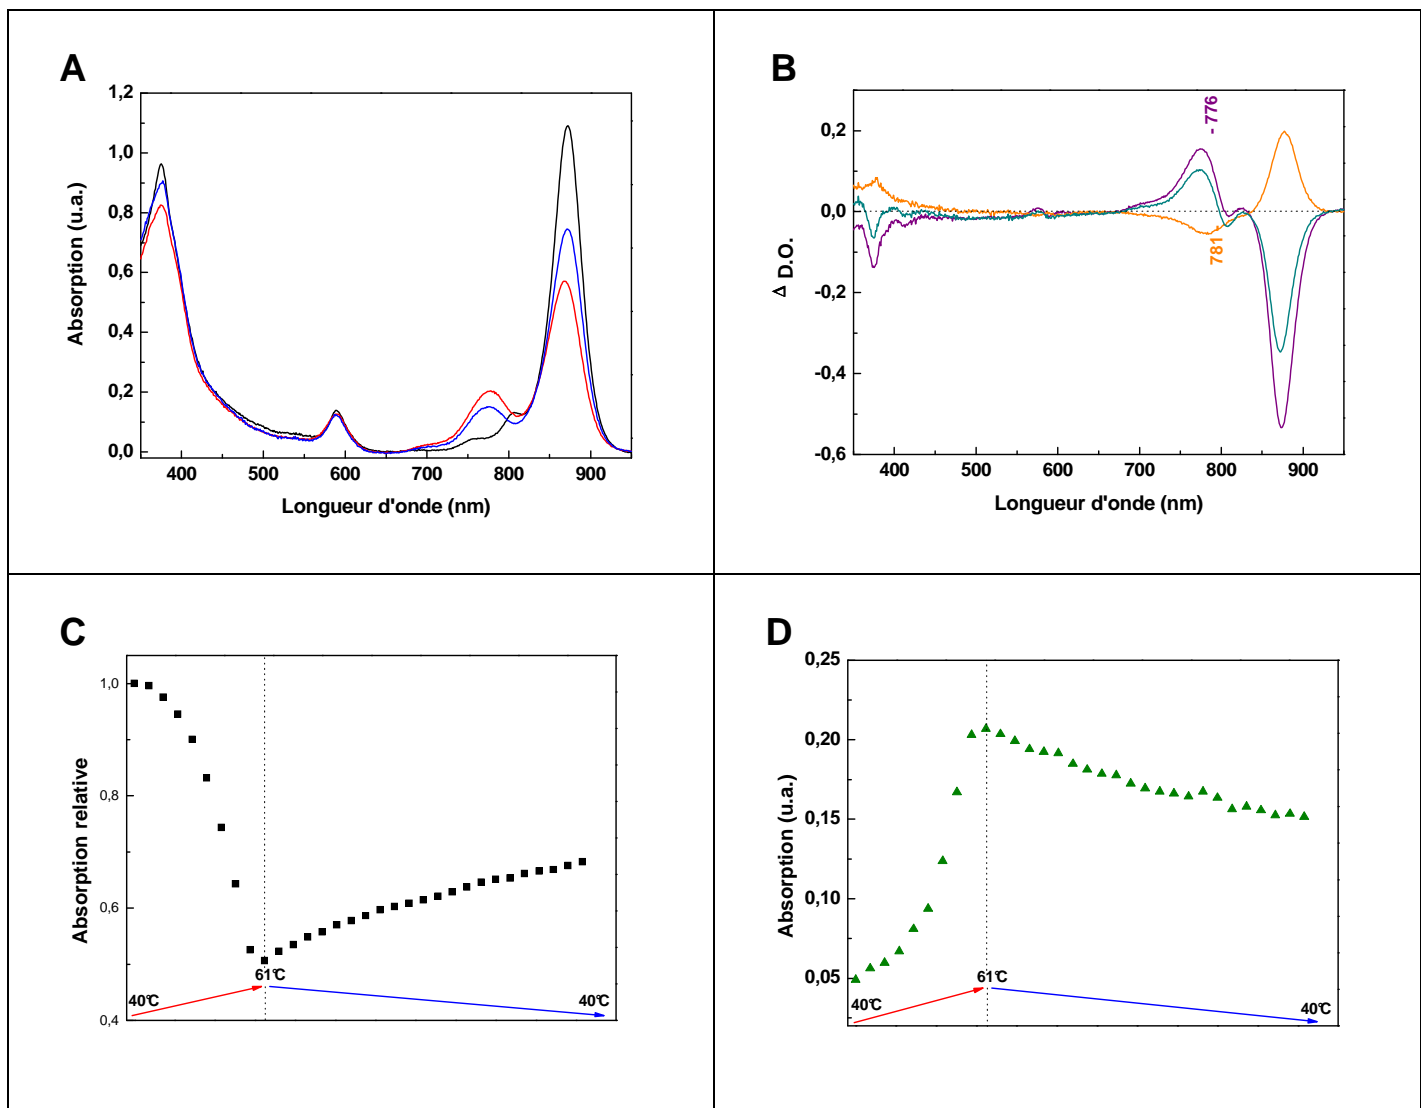 A
1,2
1,0
0,8
0,6
0,4
0,2
0,0
Absorption (u.a.)
400 500 600 700 800 900
Longueur d'onde (nm)
B
0,2
0,0
-0,2
-0,4
-0,6
Δ D.O.
- 776
781
400 500 600 700 800 900
Longueur d'onde (nm)
C
1,0
0,8
0,6
0,4
Absorption relative
40°C
61°C
40°C
D
0,25
0,20
0,15
0,10
0,05
Absorption (u.a.)
61°C
40°C
40°C